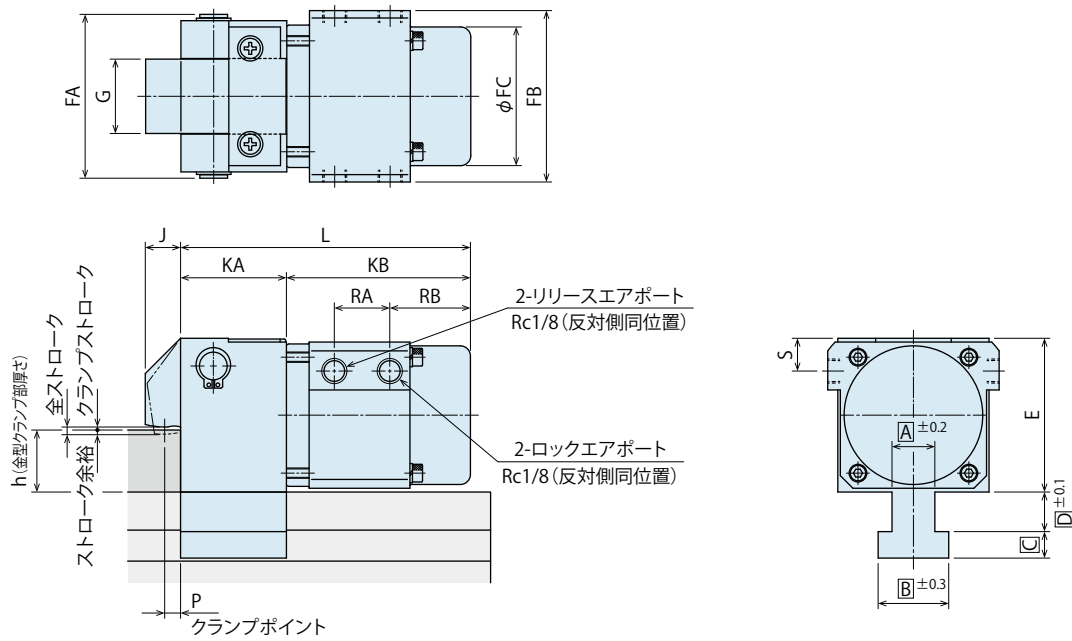 FA
G
φFC
FB
J
L
KA
KB
RA
RB
2-リリースエアポート
Rc1/8(反対側同位置)
2-ロックエアポート
Rc1/8(反対側同位置)
全ストローク
クランプストローク
h(金型クランプ部厚さ)
ストローク余裕
P
クランプポイント
S
E
A ±0.2
D ±0.1
C
B ±0.3